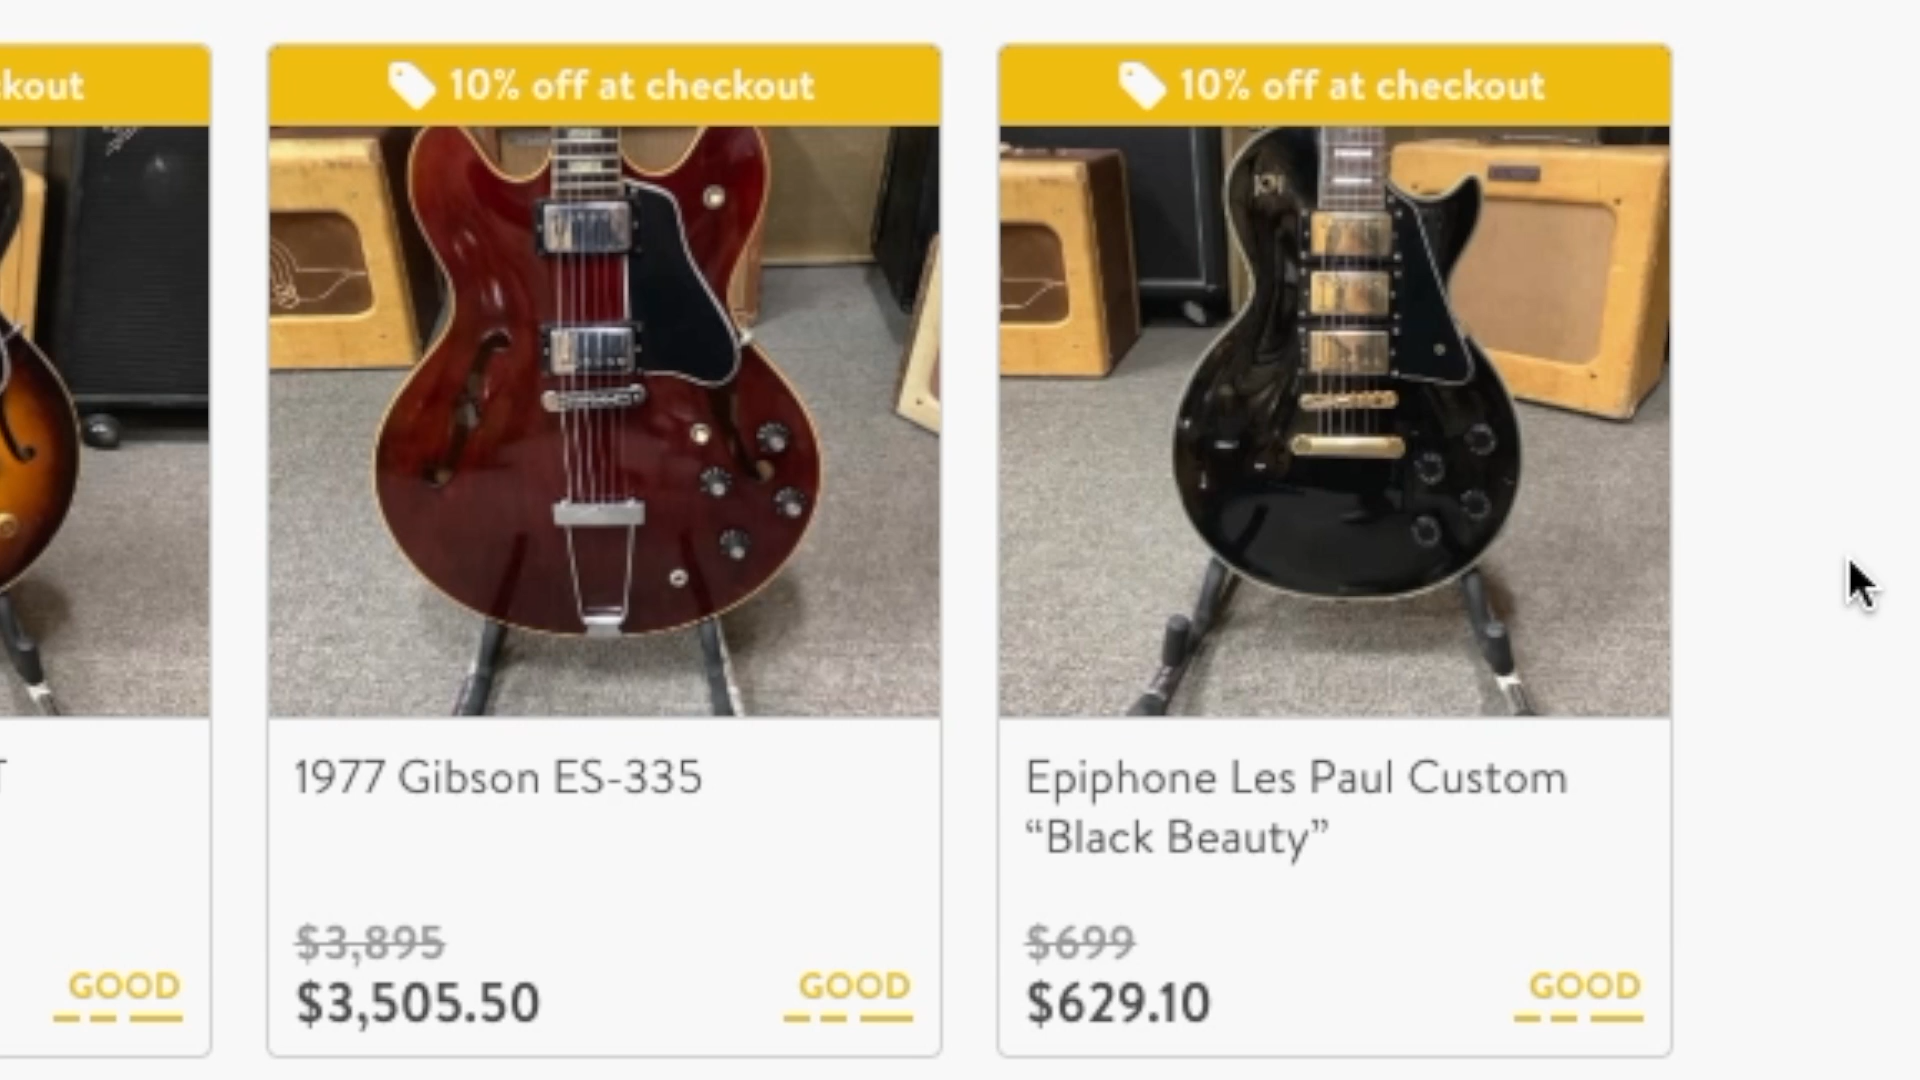 ckout
10% off at checkout
10% off at checkout
1977 Gibson ES-335
Epiphone Les Paul Custom
“Black Beauty”
$3,895
$699
GOOD
$3,505.50
GOOD
$629.10
GOOD